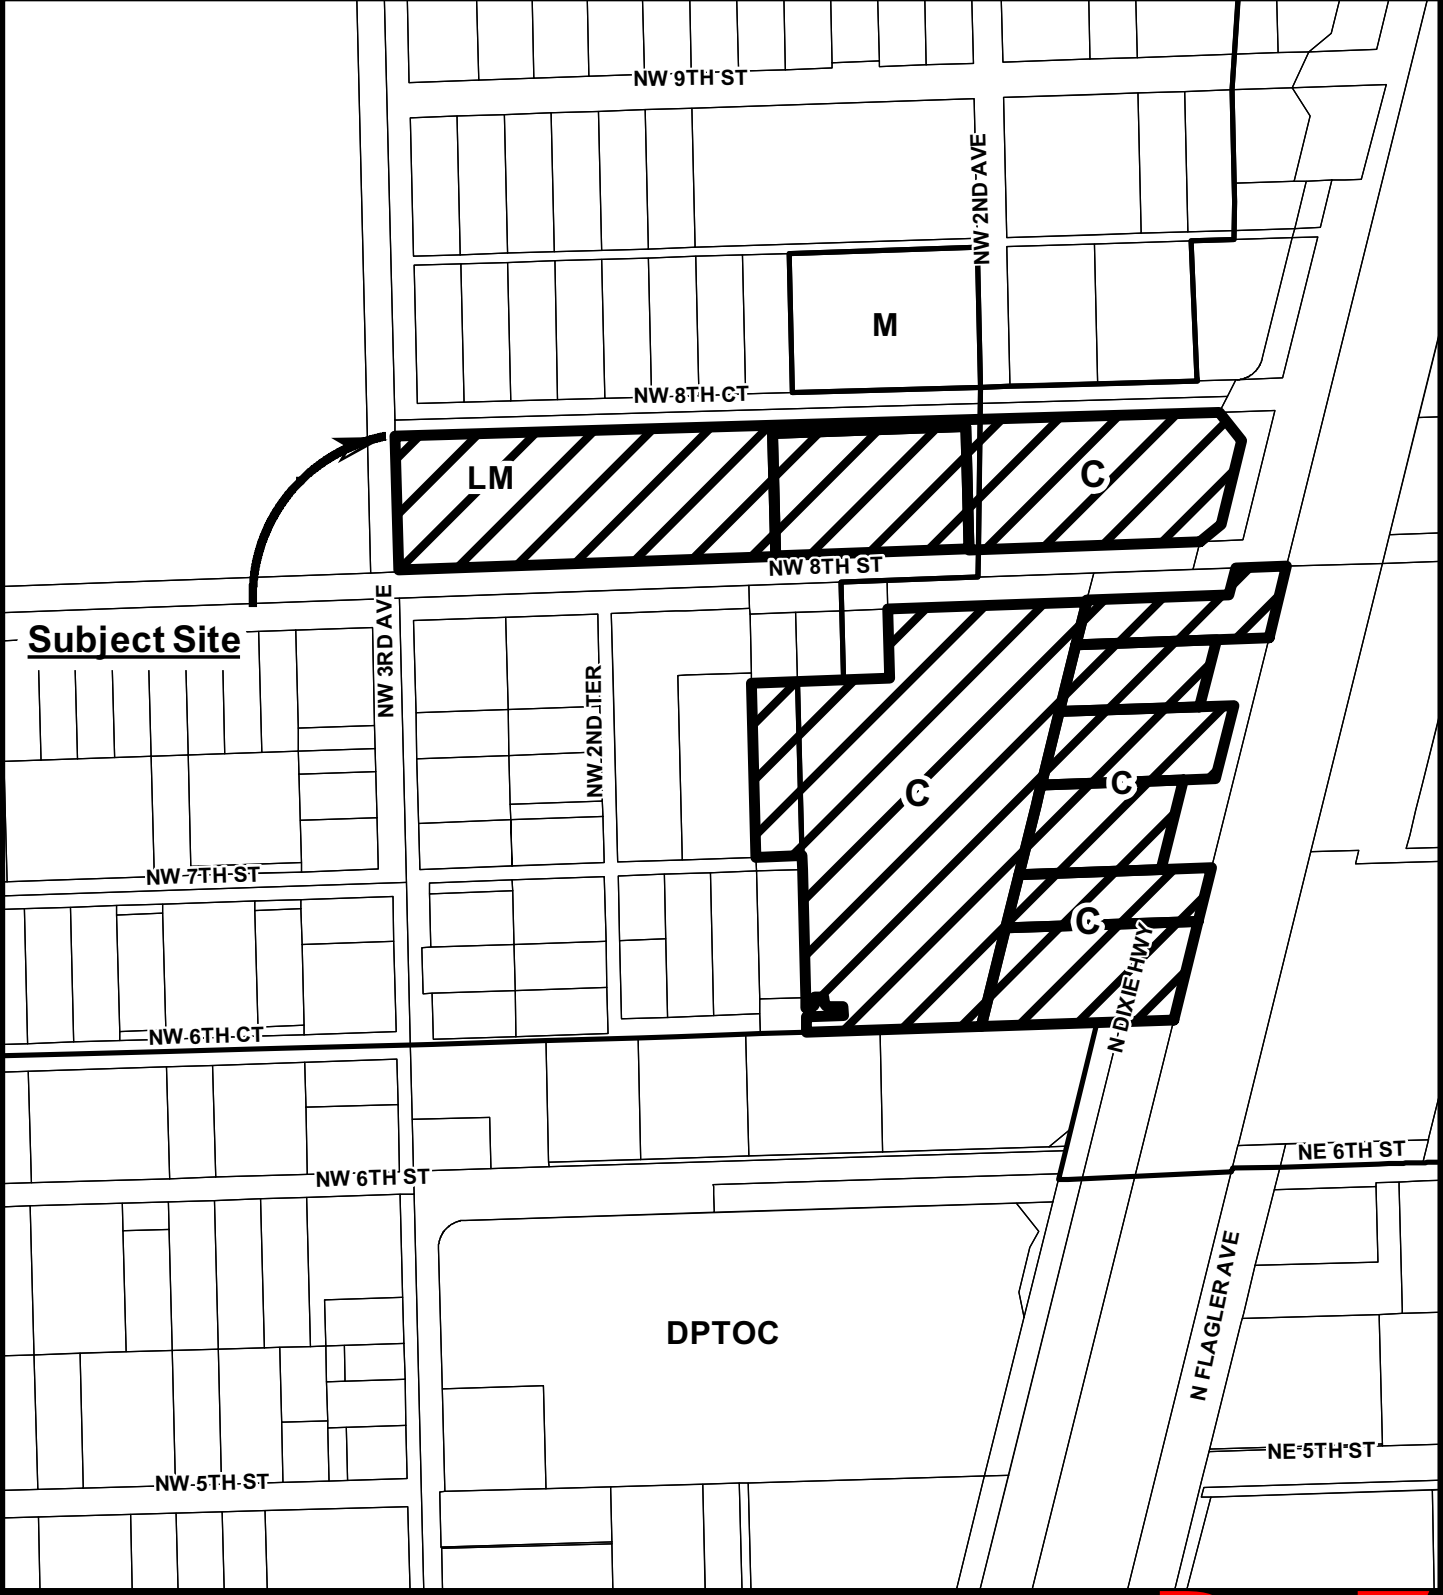 NW 9TH ST
NW 2ND AVE
M
NW 8TH CT
LM
C
NW 8TH ST
Subject Site
NW 3RD AVE
NW 2ND TER
C
C
NW 7TH ST
C
N DIXIE HWY
NW 6TH CT
NE 6TH ST
NW 6TH ST
N FLAGLER AVE
DPTOC
NE 5TH ST
NW 5TH ST